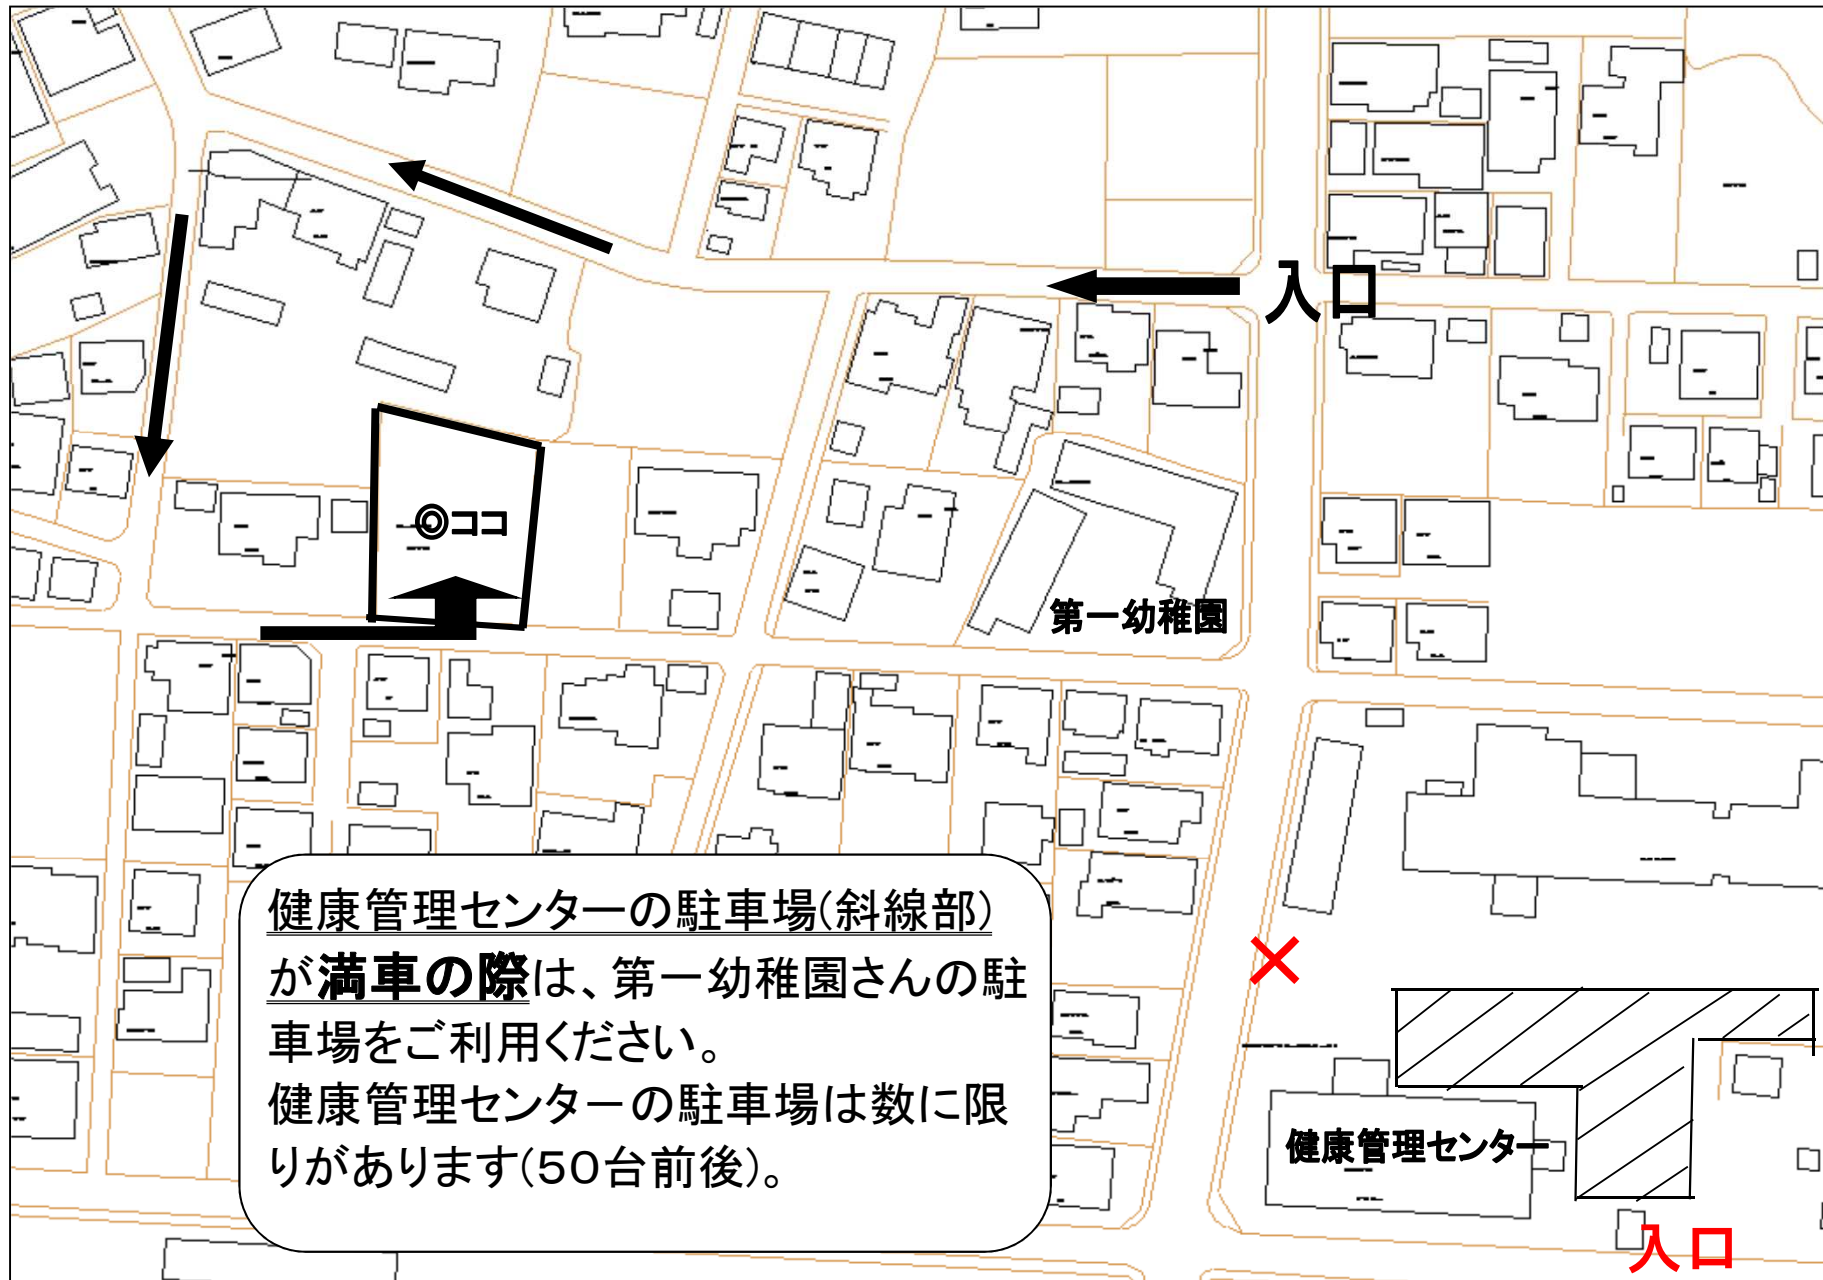 入口
◎ココ
第一幼稚園
健康管理センターの駐車場(斜線部)
が満車の際は、第一幼稚園さんの駐
車場をご利用ください。
健康管理センターの駐車場は数に限
りがあります(50台前後)。
×
健康管理センター
入口